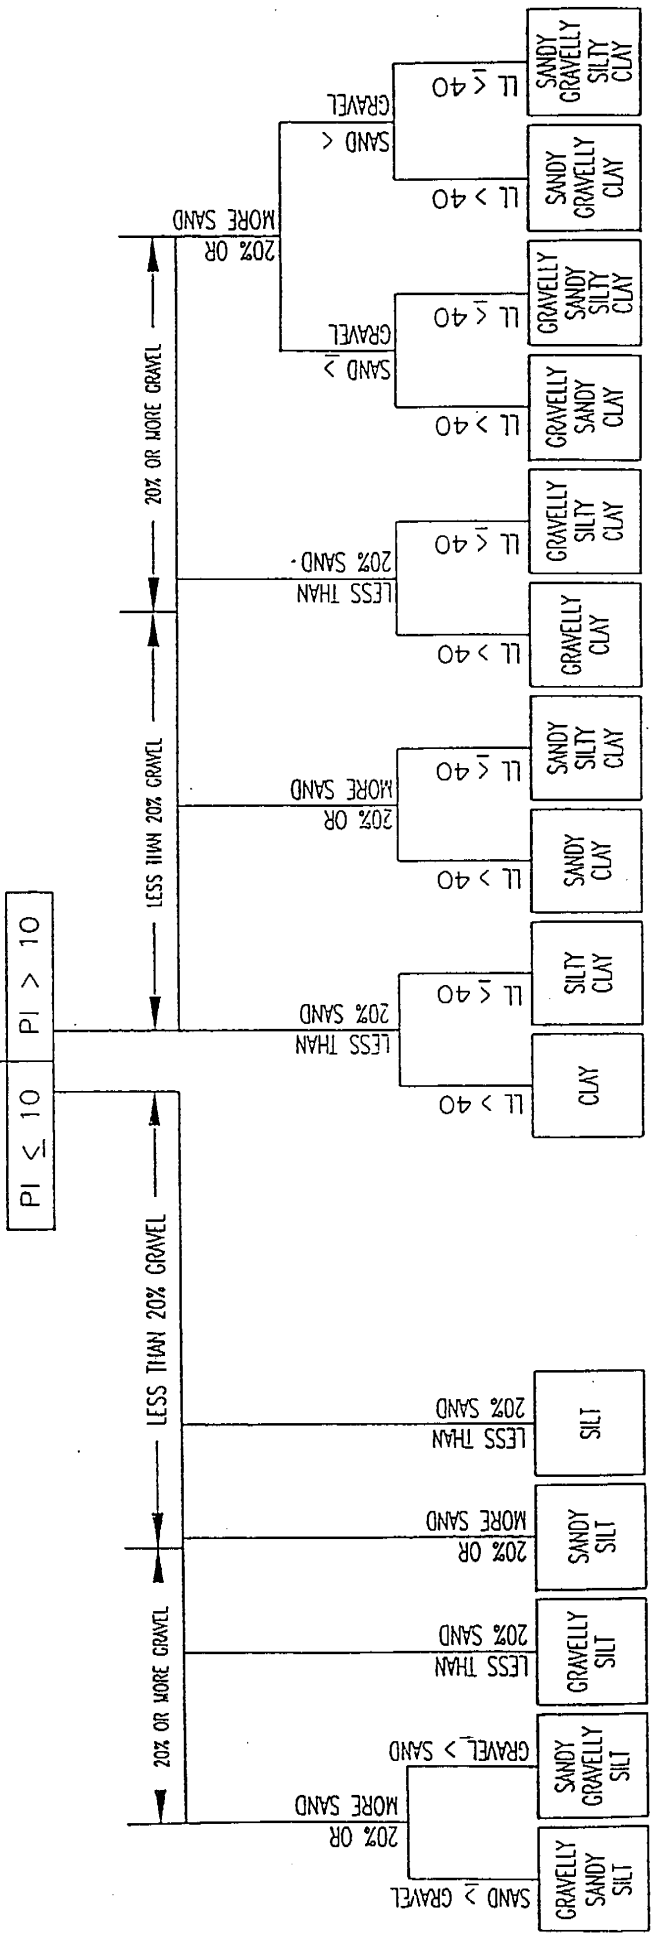 PI ≤ 10
PI > 10
20% OR MORE GRAVEL
LESS THAN 20% GRAVEL
LESS THAN 20% GRAVEL
20% OR MORE GRAVEL
20% OR
MORE SAND
SAND ≥ GRAVEL
GRAVEL ≥ SAND
LESS THAN
20% SAND
20% OR
MORE SAND
LESS THAN
20% SAND
LESS THAN
20% SAND
LL > 40
LL ≤ 40
20% OR
MORE SAND
LL > 40
LL ≤ 40
LESS THAN
20% SAND
LL > 40
LL ≤ 40
20% OR
MORE SAND
SAND ≥
GRAVEL
LL > 40
LL ≤ 40
SAND <
GRAVEL
LL > 40
LL ≤ 40
GRAVELLY
SANDY
SILT
SANDY
GRAVELLY
SILT
GRAVELLY
SILT
SANDY
SILT
SILT
CLAY
SILTY
CLAY
SANDY
CLAY
SANDY
SILTY
CLAY
GRAVELLY
CLAY
GRAVELLY
SILTY
CLAY
GRAVELLY
SANDY
CLAY
GRAVELLY
SANDY
SILTY
CLAY
SANDY
GRAVELLY
CLAY
SANDY
GRAVELLY
SILTY
CLAY